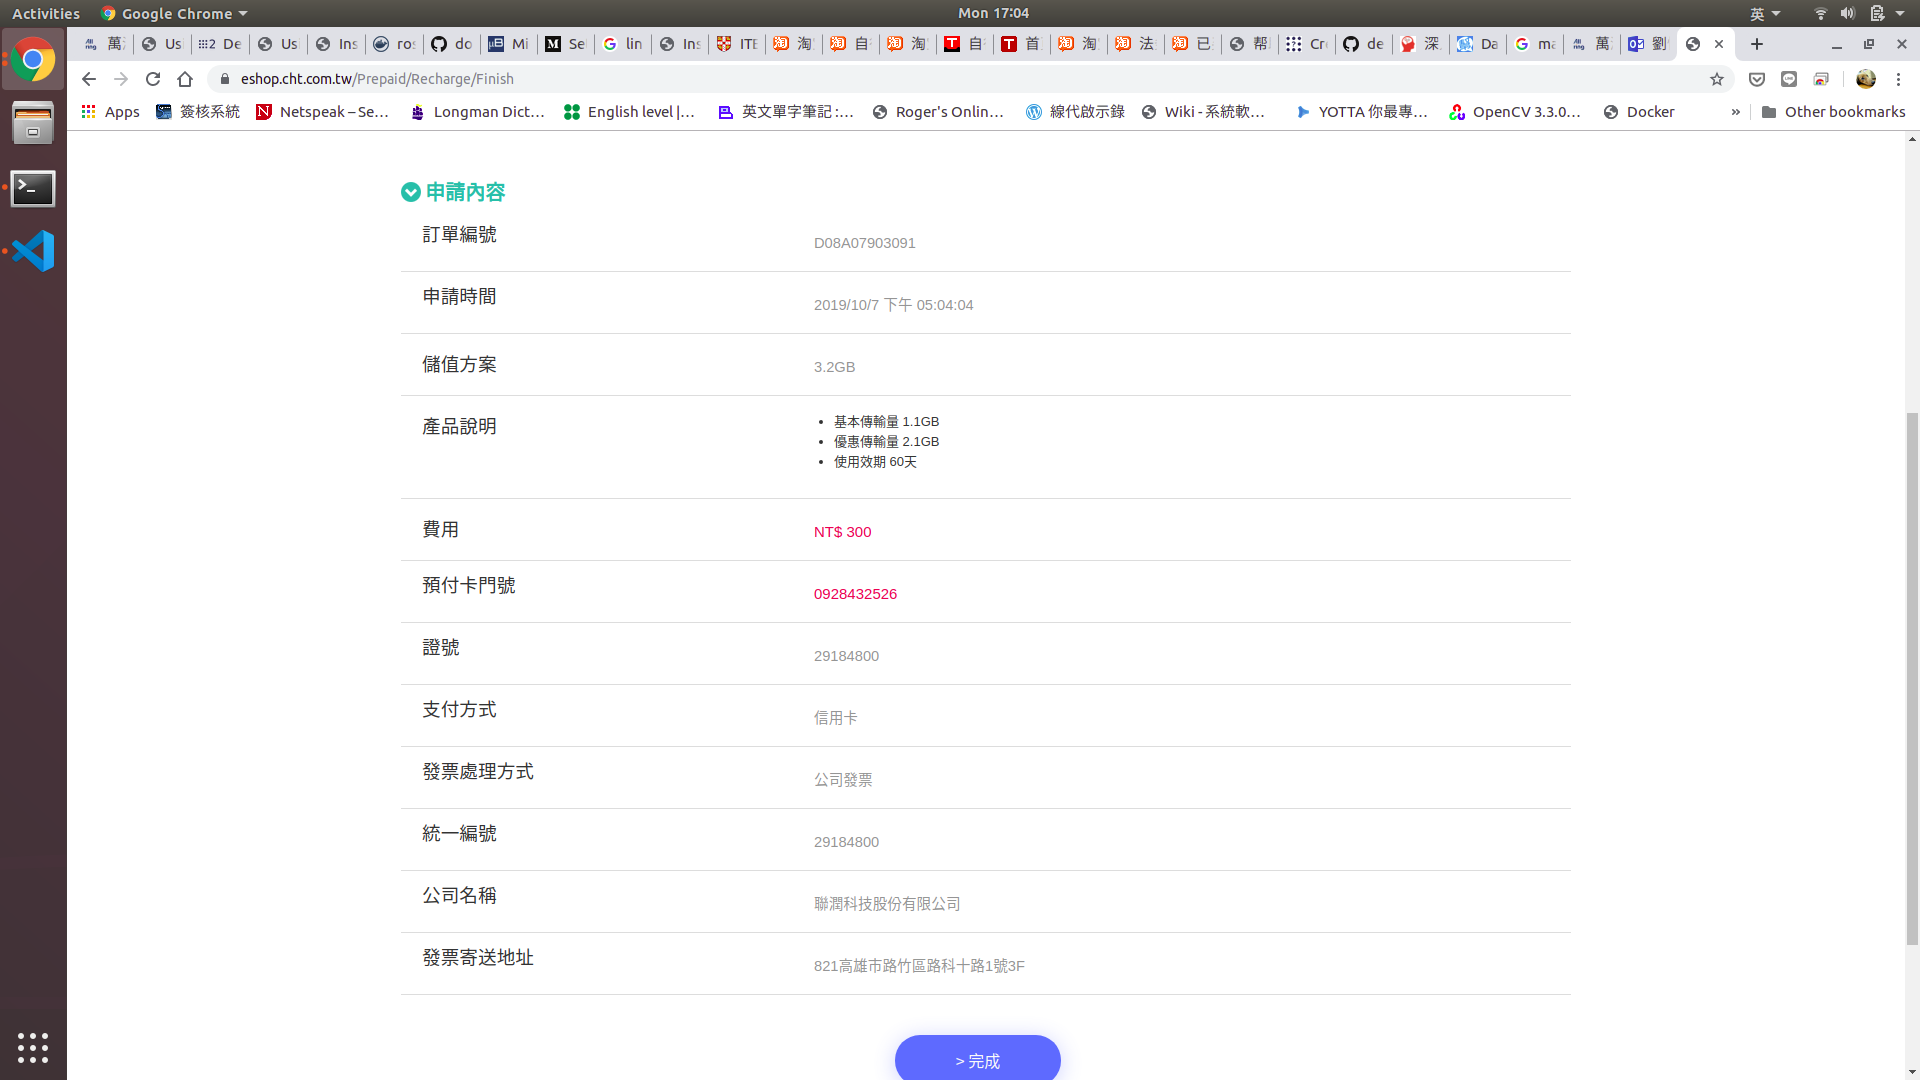 Activities
Google Chrome
Mon 17:04
英
萬
Us
De
Us
Ins
ros
do
Mi
Se
lin
Ins
ITE
淘
自
淘
自
首
淘
法
已
帮
Cr
de
深
Da
ma
萬
劉
eshop.cht.com.tw/Prepaid/Recharge/Finish
Apps
簽核系統
Netspeak – Se...
Longman Dict...
English level |...
英文單字筆記 :...
Roger's Onlin...
線代啟示錄
Wiki - 系統軟...
YOTTA 你最專...
OpenCV 3.3.0...
Docker
»
Other bookmarks
申請內容
訂單編號
D08A07903091
申請時間
2019/10/7 下午 05:04:04
儲值方案
3.2GB
產品說明
• 基本傳輸量 1.1GB
• 優惠傳輸量 2.1GB
• 使用效期 60天
費用
NT$ 300
預付卡門號
0928432526
證號
29184800
支付方式
信用卡
發票處理方式
公司發票
統一編號
29184800
公司名稱
聯潤科技股份有限公司
發票寄送地址
821高雄市路竹區路科十路1號3F
> 完成